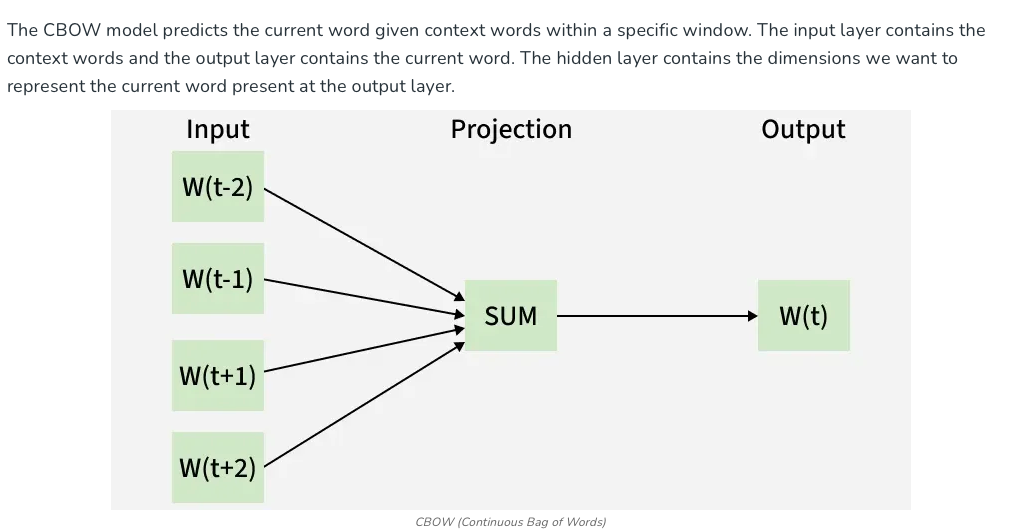 The CBOW model predicts the current word given context words within a specific window. The input layer contains the
context words and the output layer contains the current word. The hidden layer contains the dimensions we want to
represent the current word present at the output layer.
Input Projection Output
W(t-2)
W(t-1)
SUM W(t)
W(t+1)
W(t+2)
CBOW (Continuous Bag of Words)